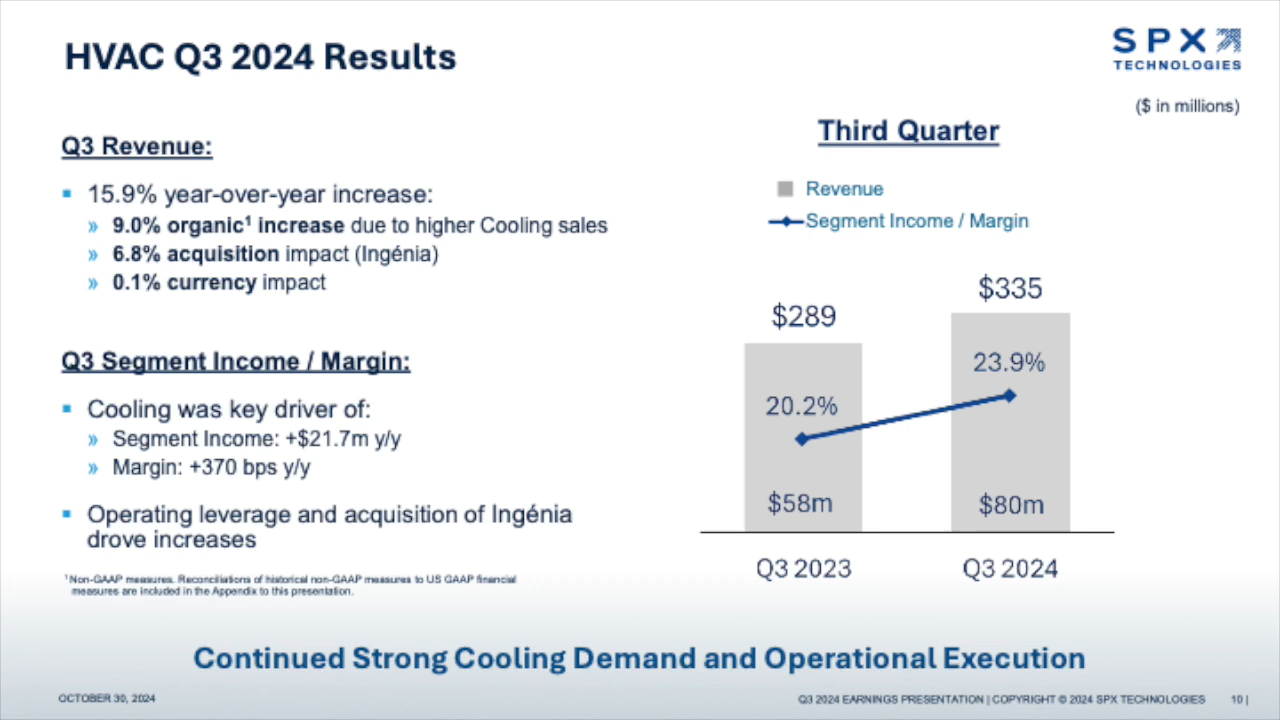 HVAC Q3 2024 Results
SPX
TECHNOLOGIES
($ in millions)
Q3 Revenue:
▪ 15.9% year-over-year increase:
» 9.0% organic¹ increase due to higher Cooling sales
» 6.8% acquisition impact (Ingénia)
» 0.1% currency impact
Q3 Segment Income / Margin:
▪ Cooling was key driver of:
» Segment Income: +$21.7m y/y
» Margin: +370 bps y/y
▪ Operating leverage and acquisition of Ingénia
drove increases
¹ Non-GAAP measures. Reconciliations of historical non-GAAP measures to US GAAP financial
measures are included in the Appendix to this presentation.
Third Quarter
Revenue
Segment Income / Margin
$289
$335
20.2%
23.9%
$58m
$80m
Q3 2023
Q3 2024
Continued Strong Cooling Demand and Operational Execution
OCTOBER 30, 2024
Q3 2024 EARNINGS PRESENTATION | COPYRIGHT © 2024 SPX TECHNOLOGIES 10 |